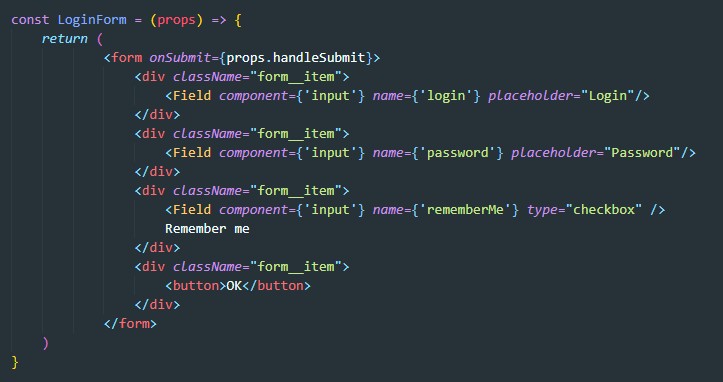 const LoginForm = (props) => {
return (
<form onSubmit={props.handleSubmit}>
<div className="form__item">
<Field component={'input'} name={'login'} placeholder="Login"/>
</div>
<div className="form__item">
<Field component={'input'} name={'password'} placeholder="Password"/>
</div>
<div className="form__item">
<Field component={'input'} name={'rememberMe'} type="checkbox" />
Remember me
</div>
<div className="form__item">
<button>OK</button>
</div>
</form>
)
}